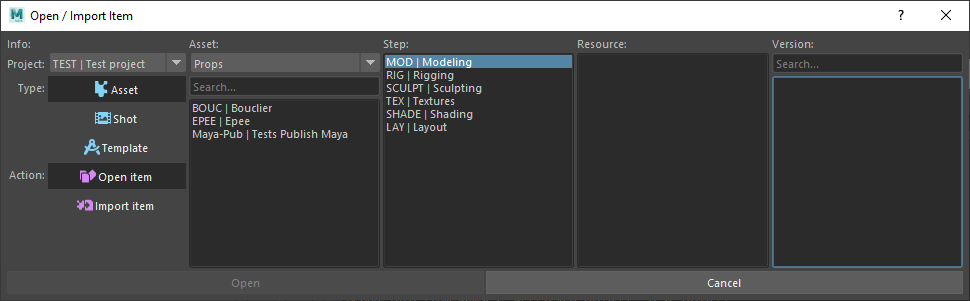 Open / Import Item
Info:
Project:
TEST | Test project
Type:
Asset
Shot
Template
Action:
Open item
Import item
Asset:
Props
Search...
BOUC | Bouclier
EPEE | Epee
Maya-Pub | Tests Publish Maya
Step:
MOD | Modeling
RIG | Rigging
SCULPT | Sculpting
TEX | Textures
SHADE | Shading
LAY | Layout
Resource:
Version:
Search...
Open
Cancel